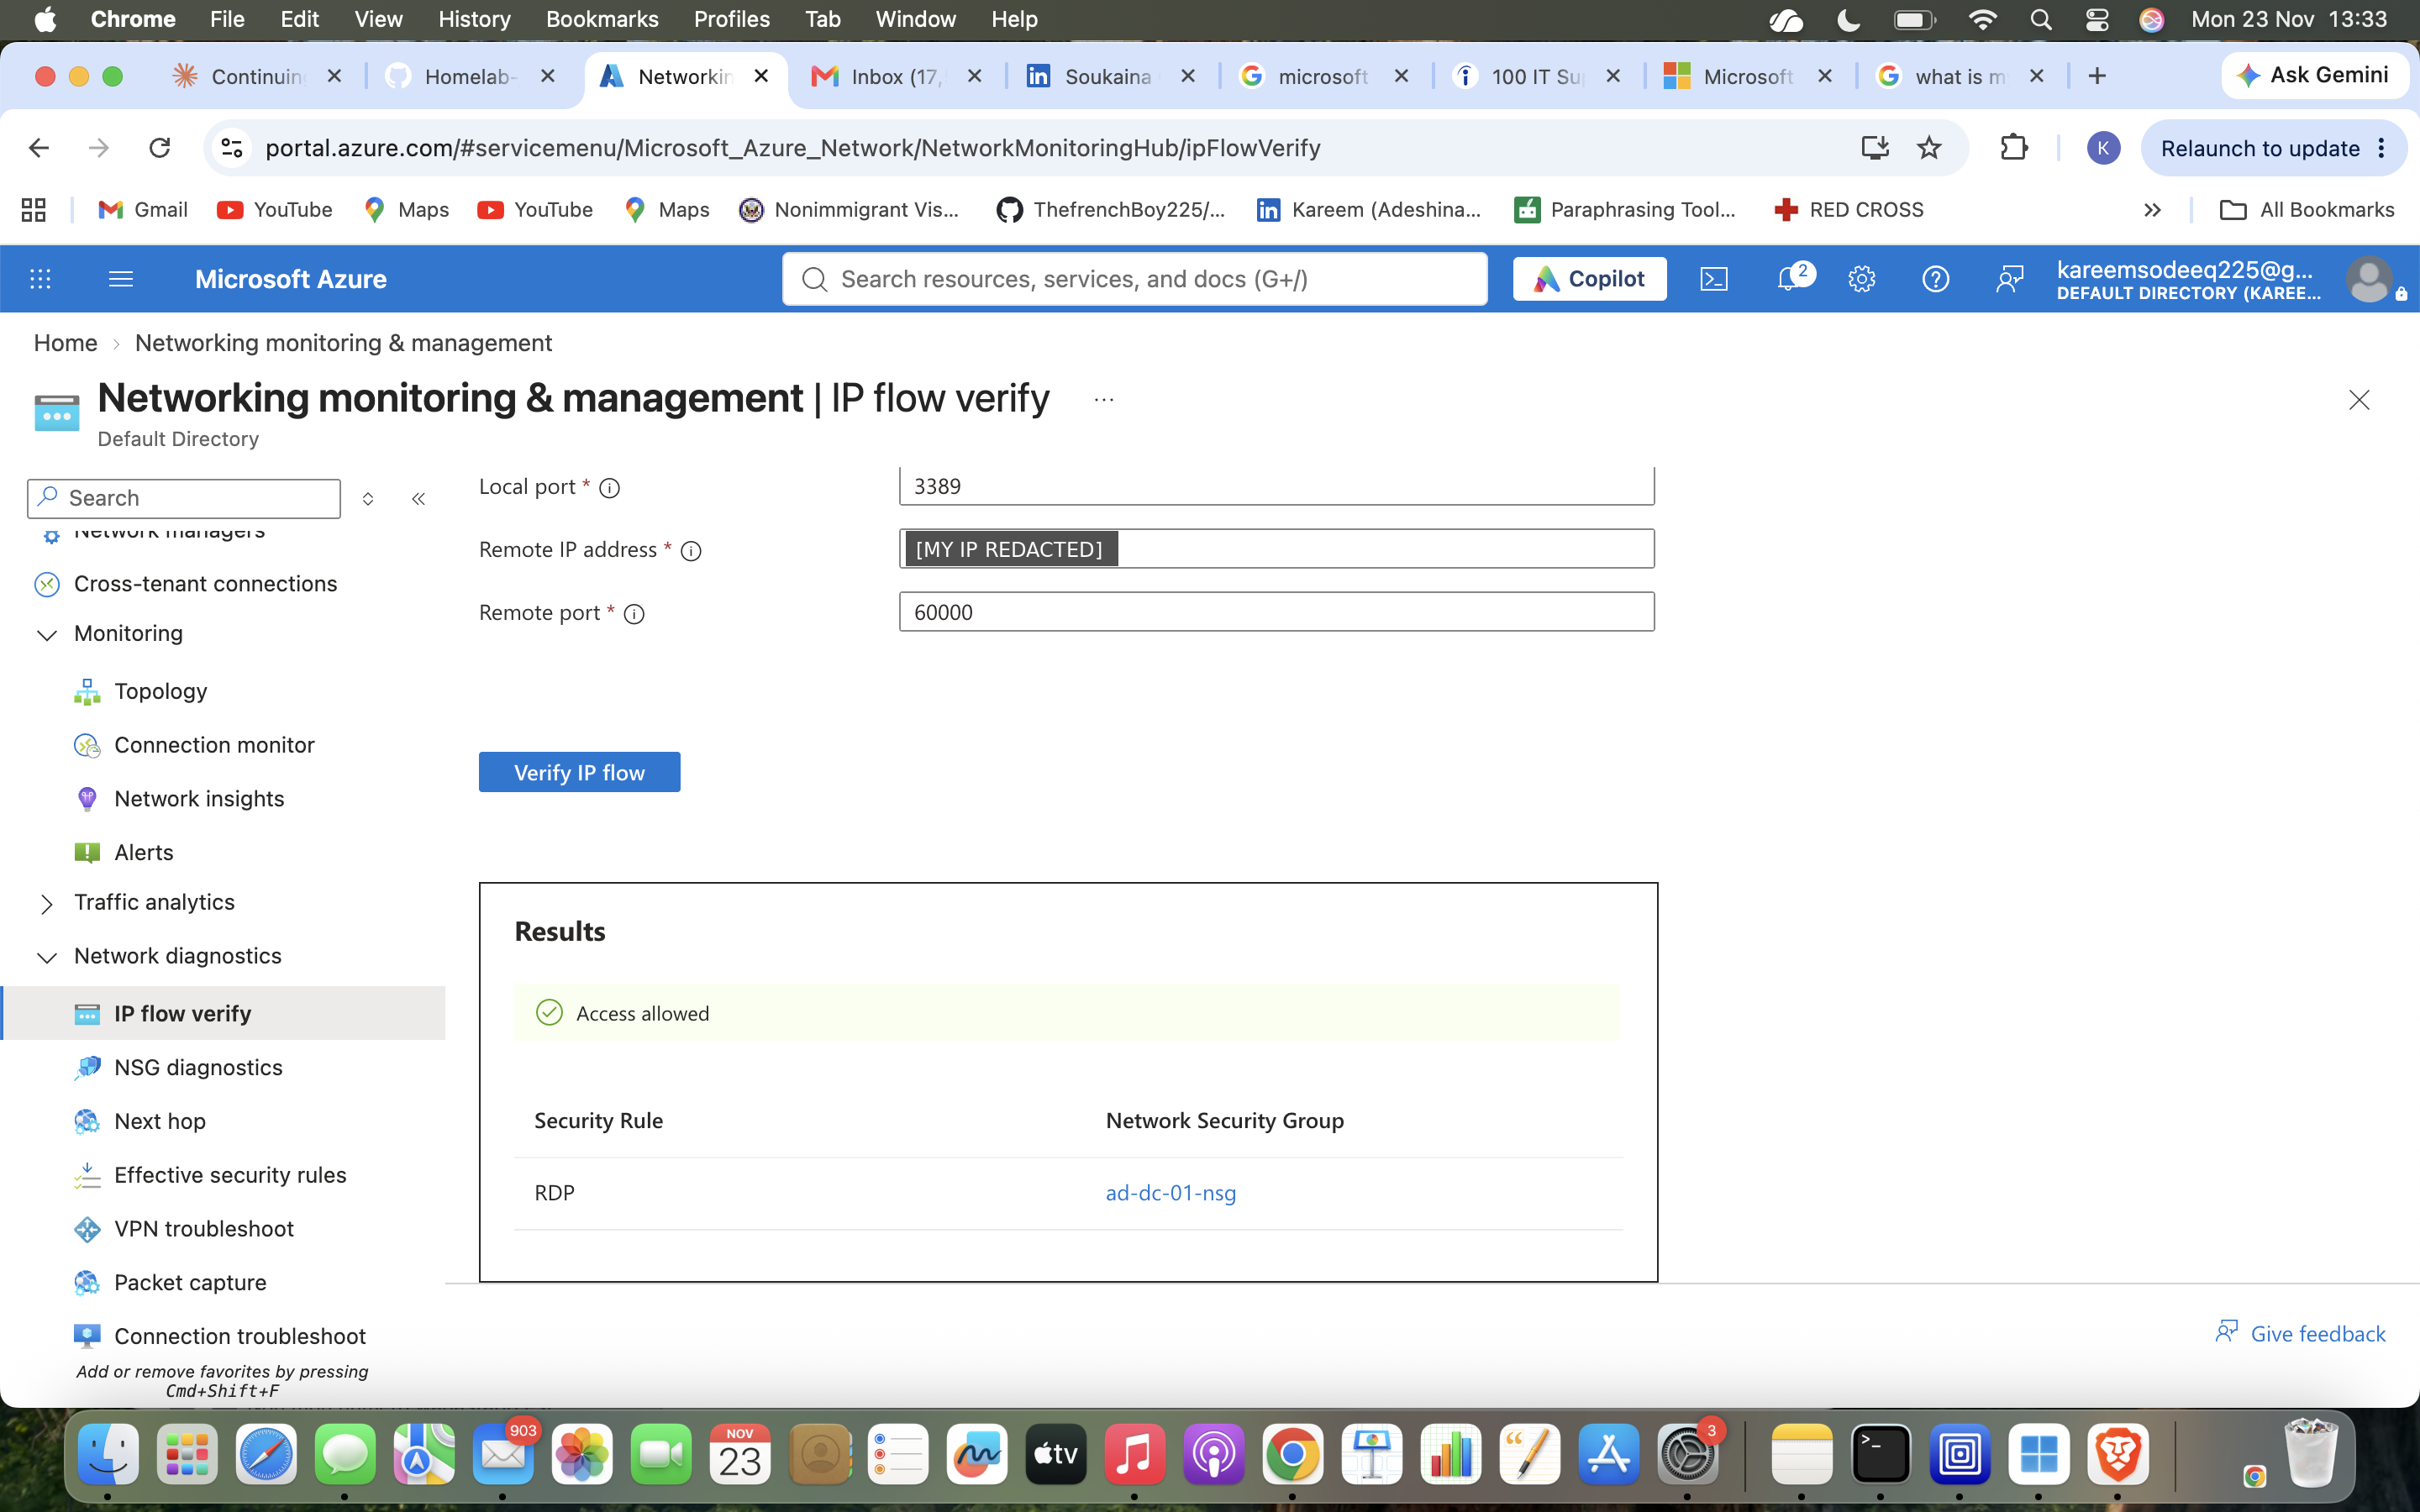 Chrome File Edit View History Bookmarks Profiles Tab Window Help Mon 23 Nov 13:33
Continuing Homelab- Networkin Inbox (17, Soukaina microsoft 100 IT Su Microsoft what is m Ask Gemini
portal.azure.com/#servicemenu/Microsoft_Azure_Network/NetworkMonitoringHub/ipFlowVerify K Relaunch to update
Gmail YouTube Maps YouTube Maps Nonimmigrant Vis... ThefrenchBoy225/... Kareem (Adeshina... Paraphrasing Tool... RED CROSS All Bookmarks
Microsoft Azure Search resources, services, and docs (G+/) Copilot 2 kareemsodeeq225@g...
DEFAULT DIRECTORY (KAREE...
Home > Networking monitoring & management
Networking monitoring & management | IP flow verify ...
Default Directory
Search
Network managers
Cross-tenant connections
Monitoring
Topology
Connection monitor
Network insights
Alerts
Traffic analytics
Network diagnostics
IP flow verify
NSG diagnostics
Next hop
Effective security rules
VPN troubleshoot
Packet capture
Connection troubleshoot
Add or remove favorites by pressing
Cmd+Shift+F
Local port * 3389
Remote IP address * [MY IP REDACTED]
Remote port * 60000
Verify IP flow
Results
Access allowed
Security Rule Network Security Group
RDP ad-dc-01-nsg
Give feedback
903
NOV
23
tv
3